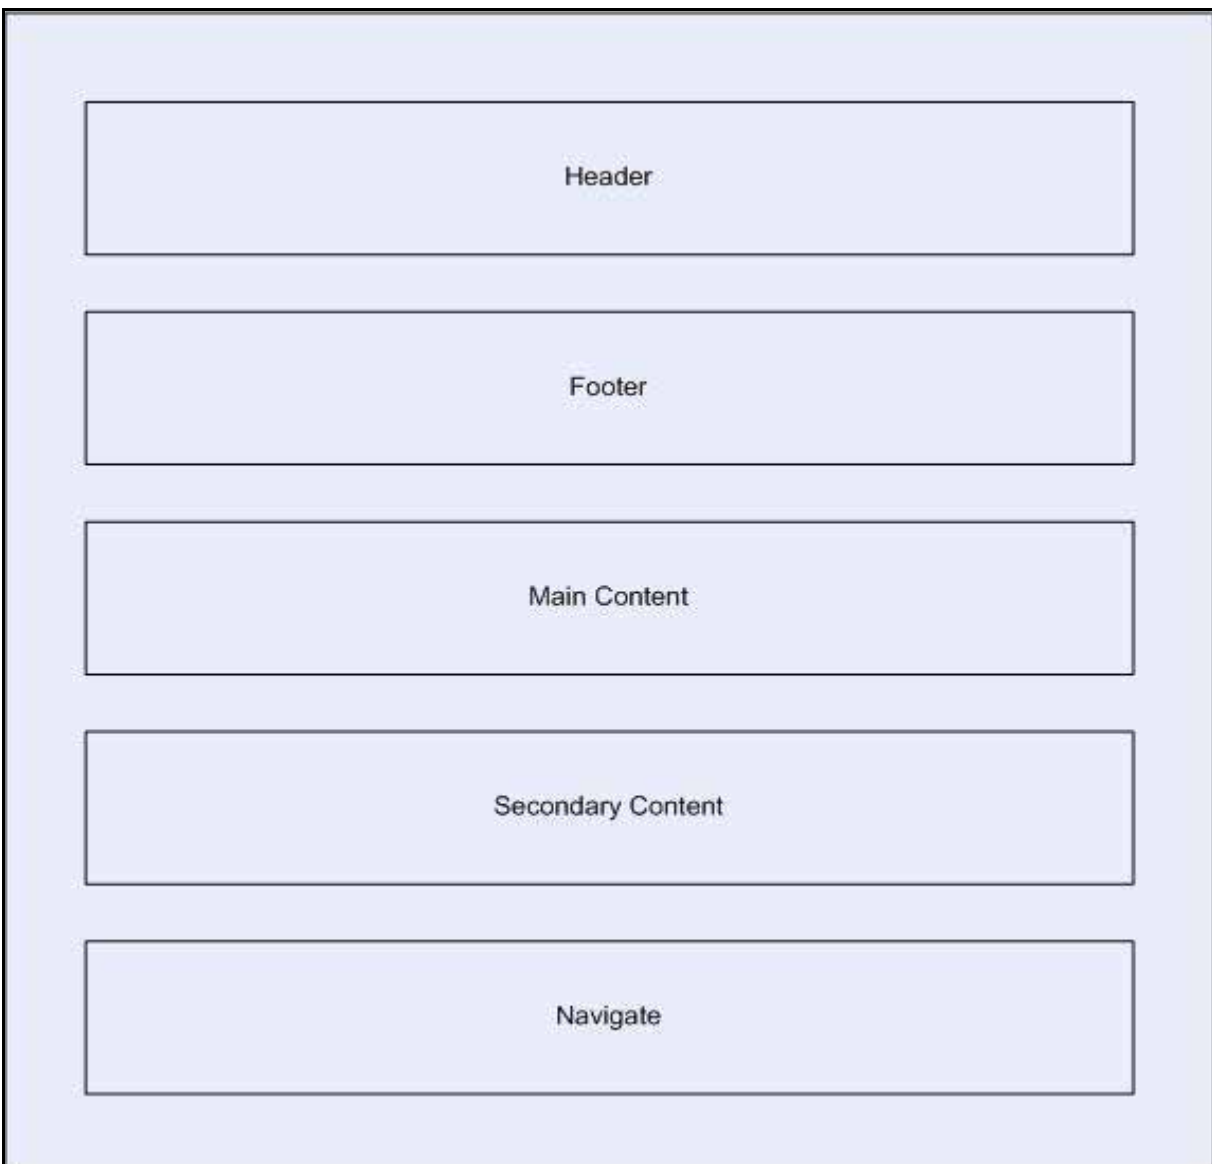 Header
Footer
Main Content
Secondary Content
Navigate